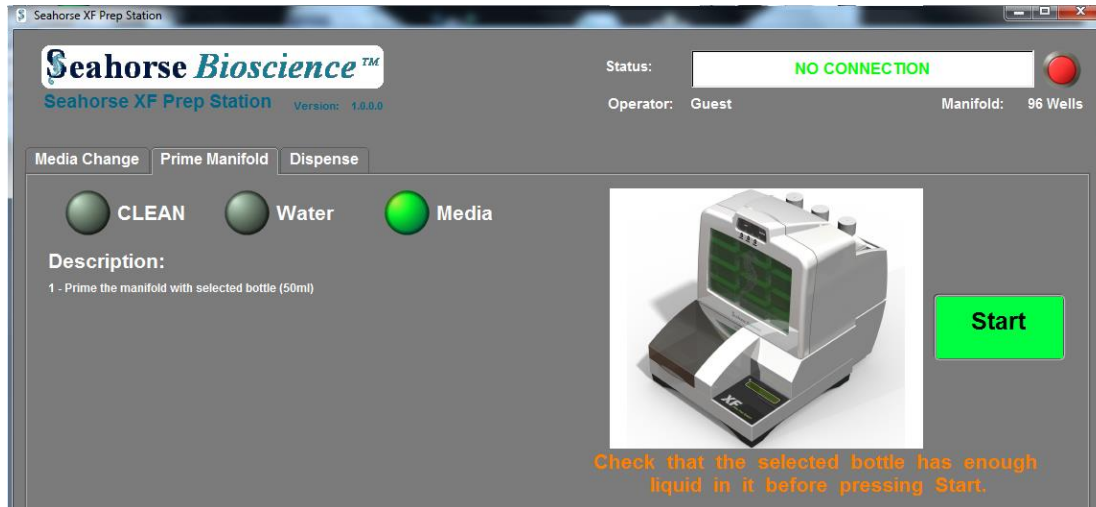 Seahorse XF Prep Station
Seahorse Bioscience™
Seahorse XF Prep Station Version: 1.0.0.0
Status: NO CONNECTION
Operator: Guest Manifold: 96 Wells
Media Change Prime Manifold Dispense
CLEAN Water Media
Description:
1 - Prime the manifold with selected bottle (50ml)
XF
Start
Check that the selected bottle has enough
liquid in it before pressing Start.